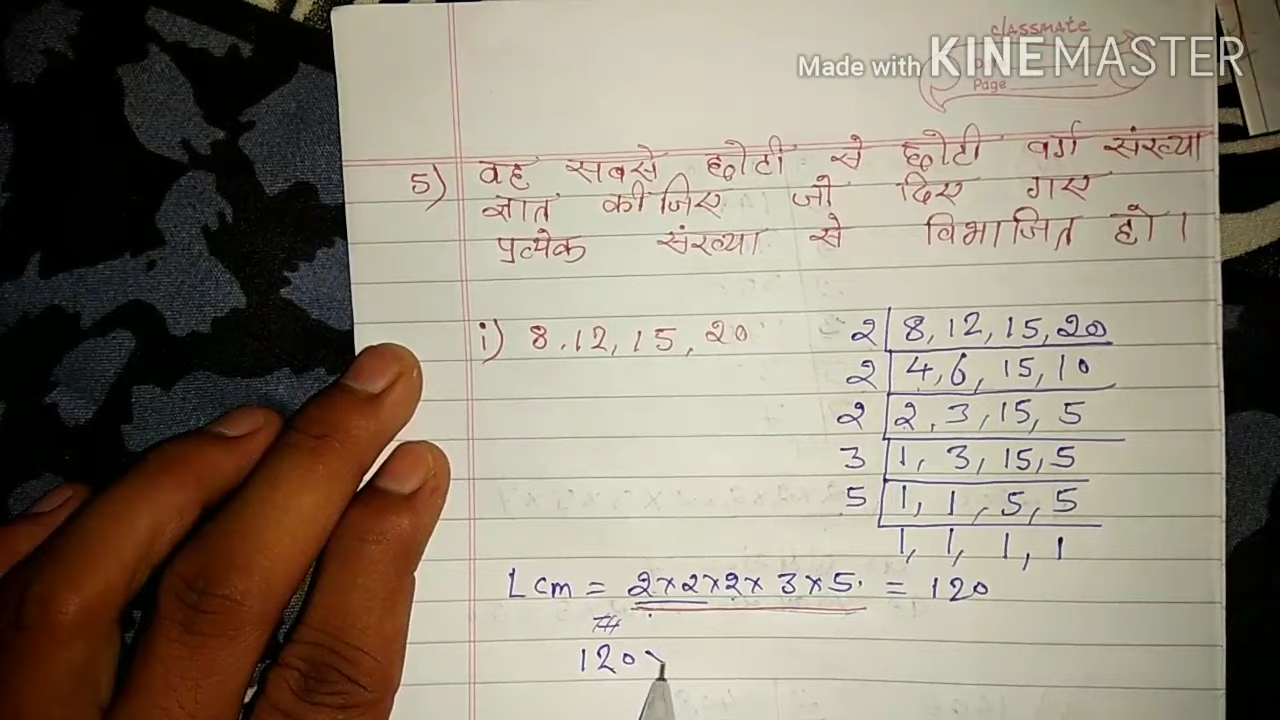 classmate
Made with KINEMASTER
Page
5) वह सबसे छोटी से छोटी वर्ग संख्या
ज्ञात कीजिए जो दिए गए
प्रत्येक संख्या से विभाजित हो।
i) 8, 12, 15, 20
2 | 8, 12, 15, 20
2 | 4, 6, 15, 10
2 | 2, 3, 15, 5
3 | 1, 3, 15, 5
5 | 1, 1, 5, 5
1, 1, 1, 1
Lcm = 2×2×2×3×5 = 120
120